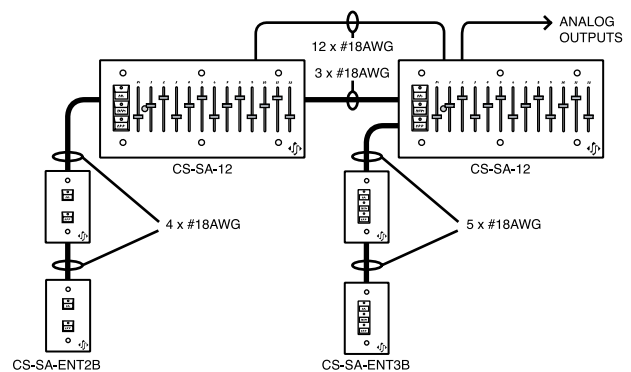 ANALOG
OUTPUTS
12 x #18AWG
3 x #18AWG
CS-SA-12
CS-SA-12
4 x #18AWG
5 x #18AWG
CS-SA-ENT2B
CS-SA-ENT3B